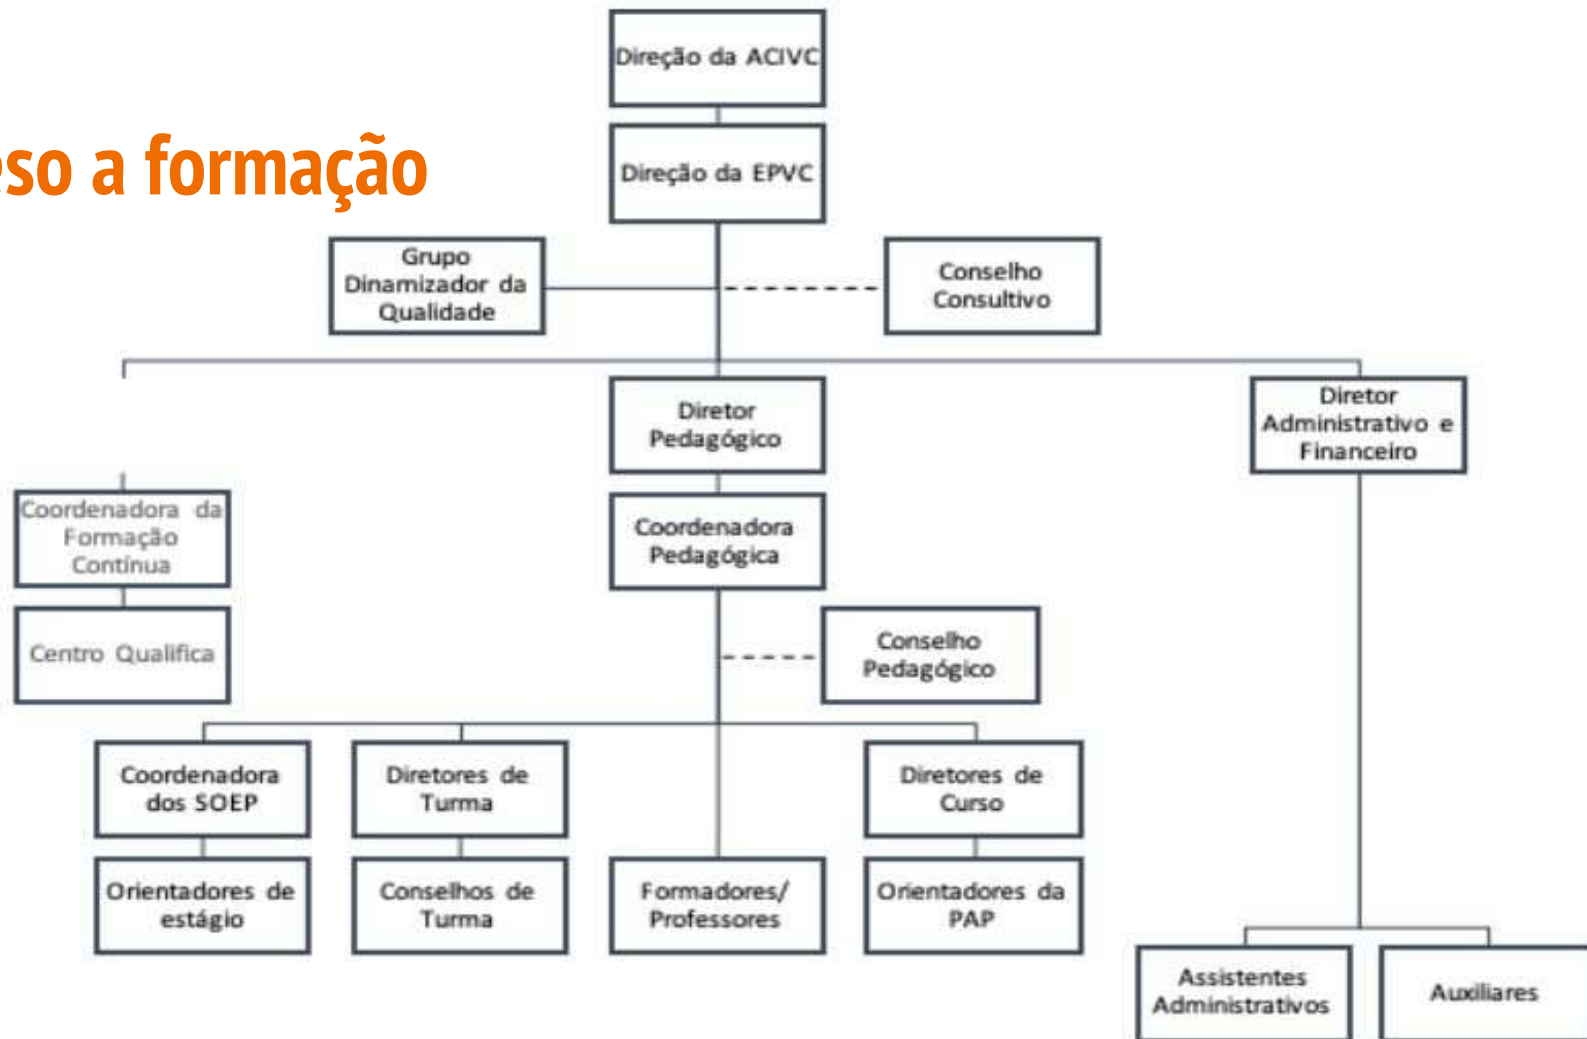 Direção da ACIVC
eso a formação
Direção da EPVC
Grupo
Dinamizador da
Qualidade
Conselho
Consultivo
Diretor
Pedagógico
Diretor
Administrativo e
Financeiro
Coordenadora da
Formação
Contínua
Coordenadora
Pedagógica
Centro Qualifica
Conselho
Pedagógico
Coordenadora
dos SOEP
Diretores de
Turma
Diretores de
Curso
Orientadores de
estágio
Conselhos de
Turma
Formadores/
Professores
Orientadores da
PAP
Assistentes
Administrativos
Auxiliares